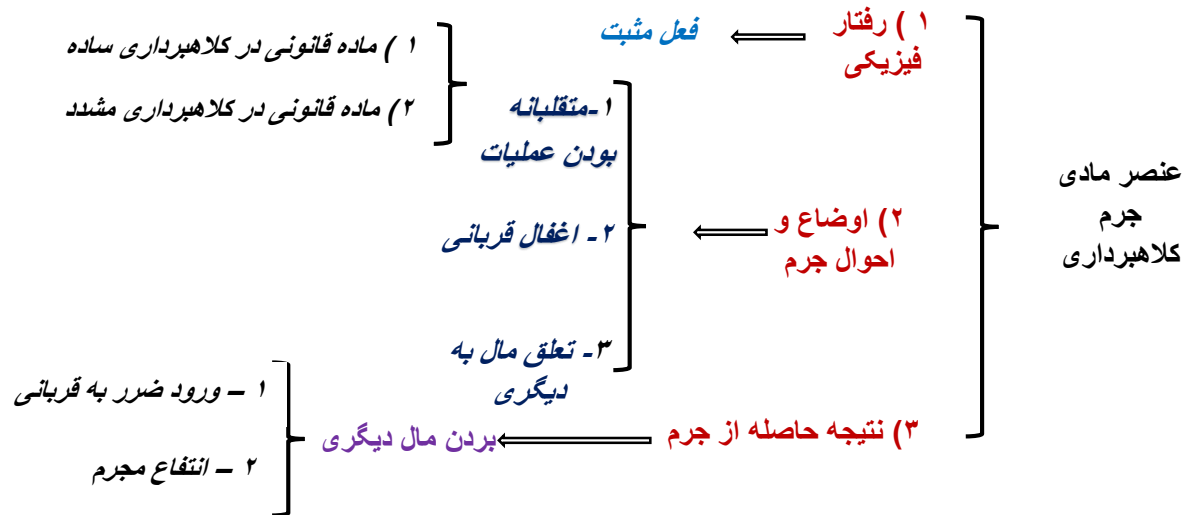 عنصر مادی
جرم
کلاهبرداری
۱ ) رفتار
فیزیکی
فعل مثبت
۲) اوضاع و
احوال جرم
۱-متقلبانه
بودن عملیات
۱ ) ماده قانونی در کلاهبرداری ساده
۲) ماده قانونی در کلاهبرداری مشدد
۲- اغفال قربانی
۳- تعلق مال به
دیگری
۳) نتیجه حاصله از جرم
بردن مال دیگری
۱ – ورود ضرر به قربانی
۲ – انتفاع مجرم